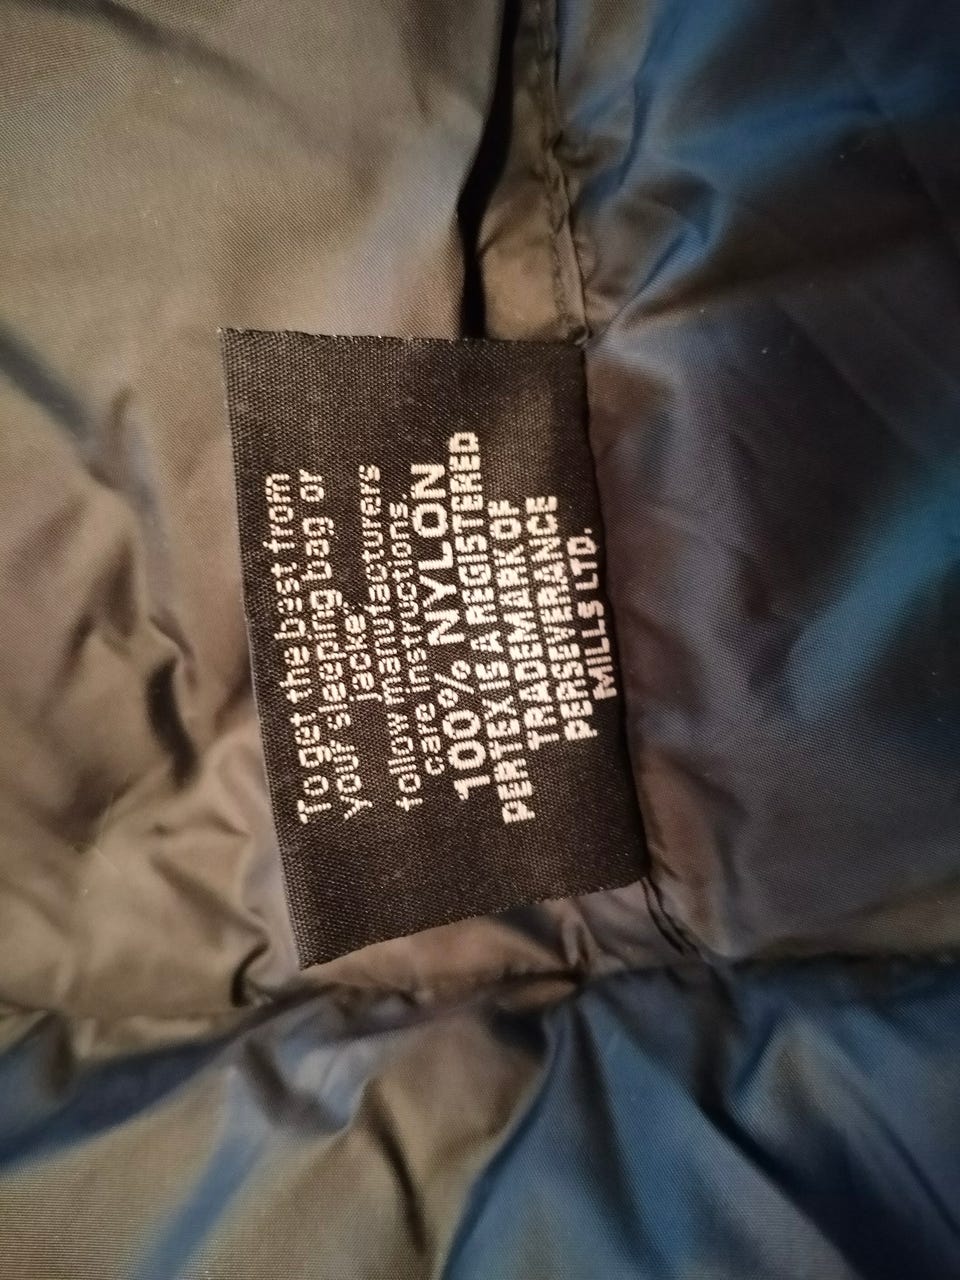 To get the best from
your sleeping bag or
jacket
follow manufacturers
care instructions.
100% NYLON
PERTEX IS A REGISTERED
TRADEMARK OF
PERSEVERANCE
MILLS LTD.